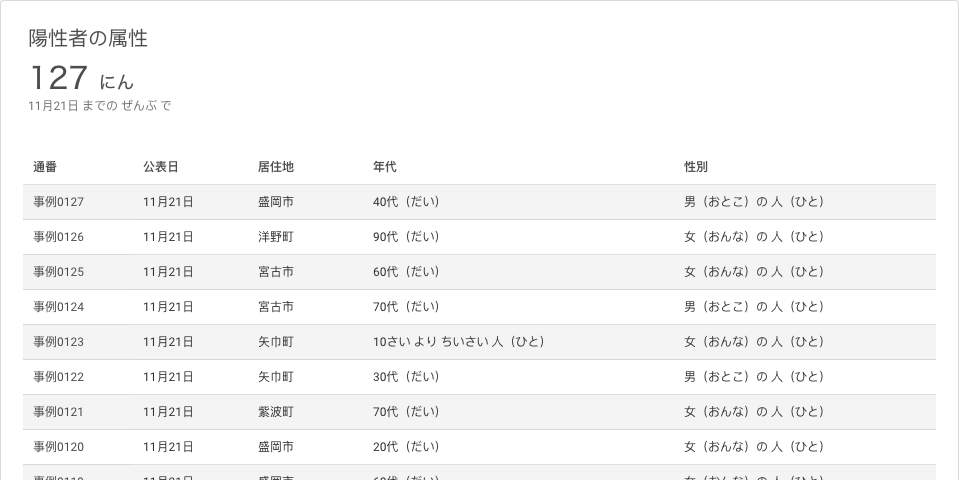 陽性者の属性
127 にん
11月21日 までの ぜんぶ で
通番 公表日 居住地 年代 性別
事例0127 11月21日 盛岡市 40代（だい） 男（おとこ）の 人（ひと）
事例0126 11月21日 洋野町 90代（だい） 女（おんな）の 人（ひと）
事例0125 11月21日 宮古市 60代（だい） 女（おんな）の 人（ひと）
事例0124 11月21日 宮古市 70代（だい） 男（おとこ）の 人（ひと）
事例0123 11月21日 矢巾町 10さい より ちいさい 人（ひと） 女（おんな）の 人（ひと）
事例0122 11月21日 矢巾町 30代（だい） 男（おとこ）の 人（ひと）
事例0121 11月21日 紫波町 70代（だい） 女（おんな）の 人（ひと）
事例0120 11月21日 盛岡市 20代（だい） 女（おんな）の 人（ひと）